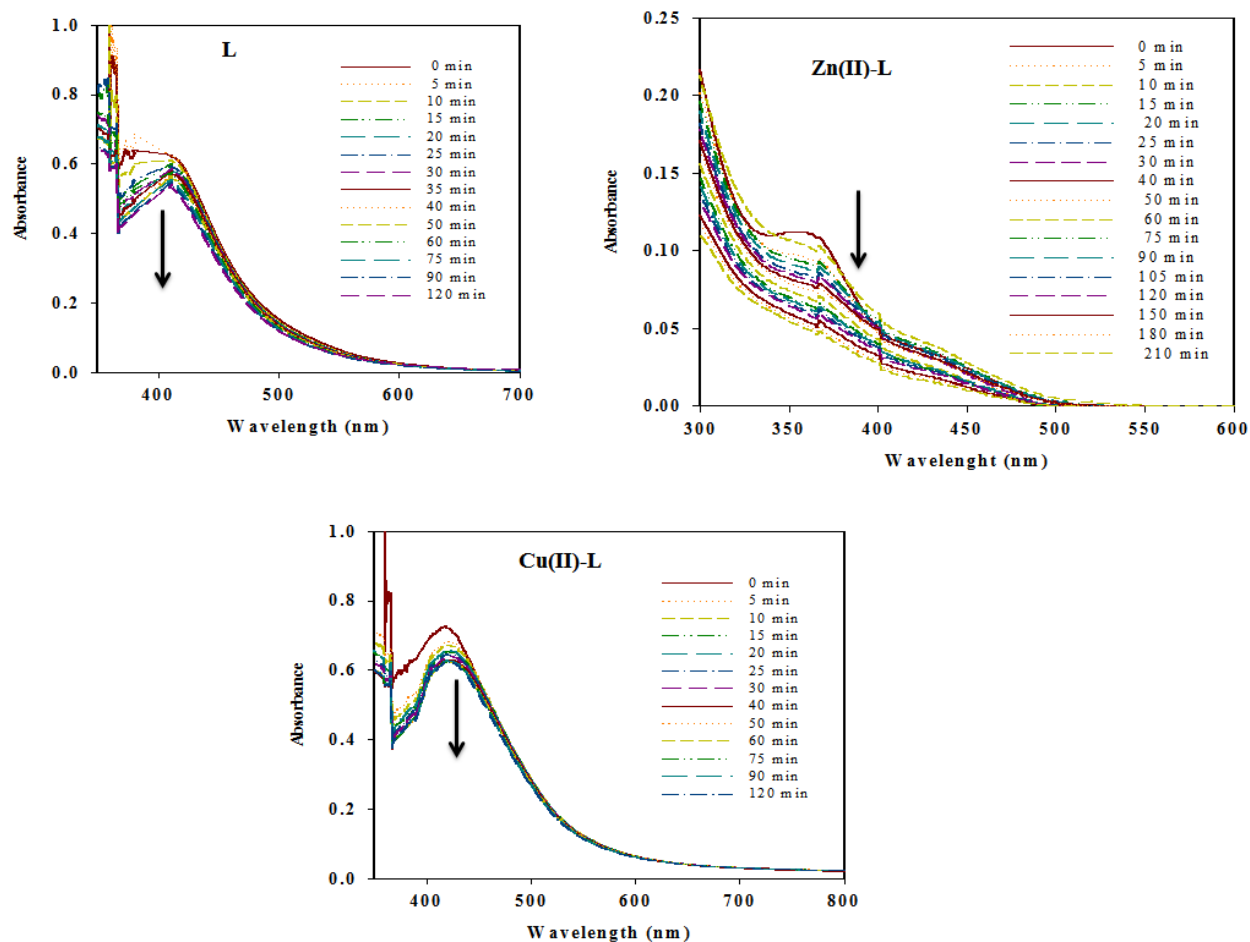 L
1.0
0.8
0.6
0.4
0.2
0.0
Absorbance
400
500
600
700
Wavelength (nm)
0 min
5 min
10 min
15 min
20 min
25 min
30 min
35 min
40 min
50 min
60 min
75 min
90 min
120 min
Zn(II)-L
0.25
0.20
0.15
0.10
0.05
0.00
Absorbance
300
350
400
450
500
550
600
Wavelenght (nm)
0 min
5 min
10 min
15 min
20 min
25 min
30 min
40 min
50 min
60 min
75 min
90 min
105 min
120 min
150 min
180 min
210 min
Cu(II)-L
1.0
0.8
0.6
0.4
0.2
0.0
Absorbance
400
500
600
700
800
Wavelength (nm)
0 min
5 min
10 min
15 min
20 min
25 min
30 min
40 min
50 min
60 min
75 min
90 min
120 min